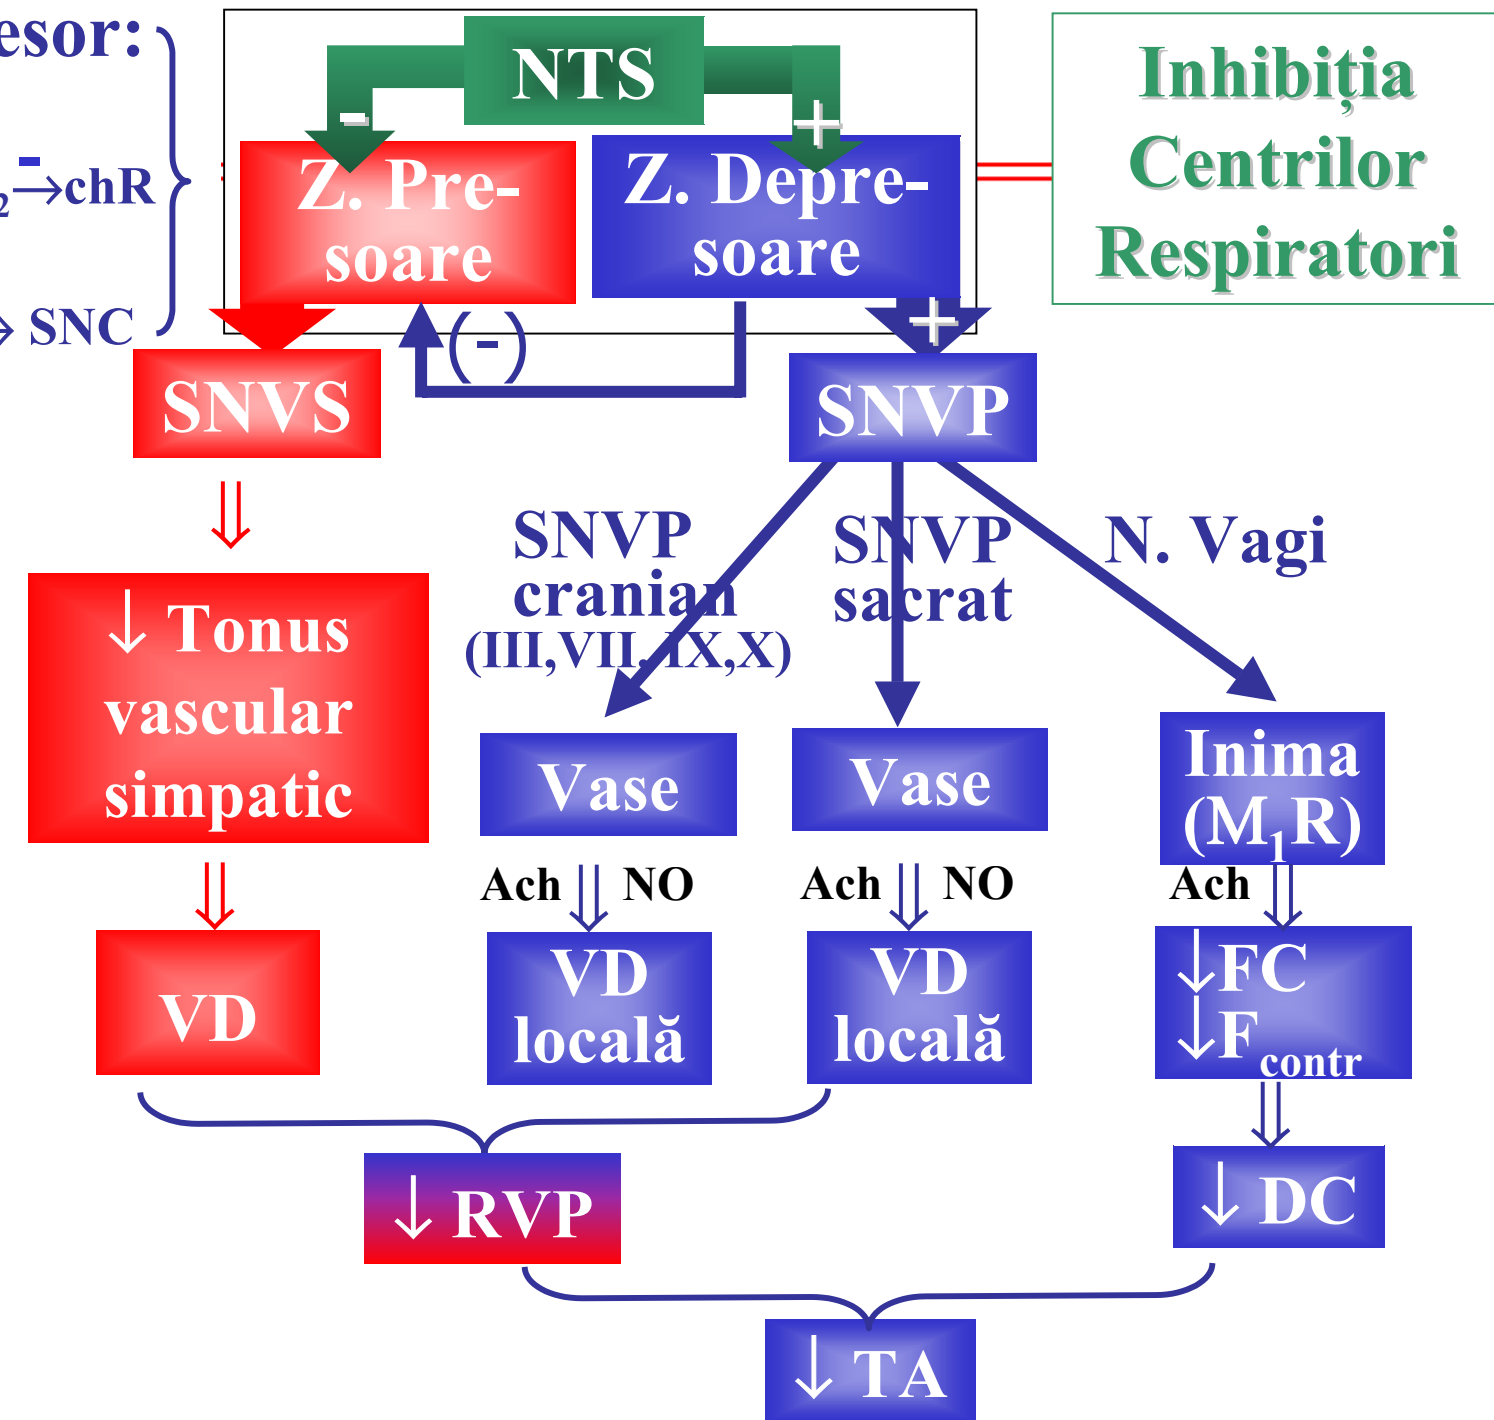 esor:
2 - →chR
→ SNC
NTS
-
+
Z. Pre-
soare
Z. Depre-
soare
Inhibiția
Centrilor
Respiratori
(-)
+
SNVS
SNVP
SNVP
cranian
(III,VII, IX,X)
SNVP
sacrat
N. Vagi
↓ Tonus
vascular
simpatic
Vase
Vase
Inima
(M1R)
Ach NO
Ach NO
Ach
VD
VD
locală
VD
locală
↓FC
↓Fcontr
↓ RVP
↓ DC
↓ TA